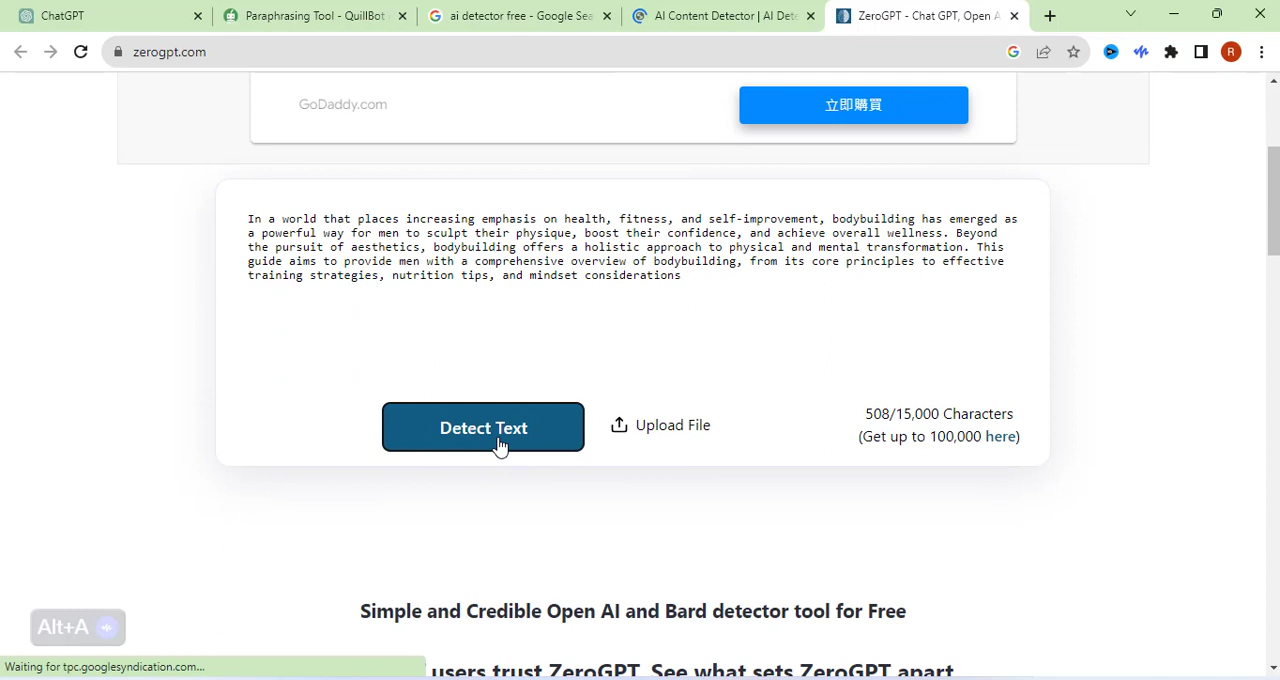 ChatGPT
Paraphrasing Tool - QuillBot
ai detector free - Google Sea
AI Content Detector | AI Dete
ZeroGPT - Chat GPT, Open A
zerogpt.com
R
GoDaddy.com
立即購買
In a world that places increasing emphasis on health, fitness, and self-improvement, bodybuilding has emerged as
a powerful way for men to sculpt their physique, boost their confidence, and achieve overall wellness. Beyond
the pursuit of aesthetics, bodybuilding offers a holistic approach to physical and mental transformation. This
guide aims to provide men with a comprehensive overview of bodybuilding, from its core principles to effective
training strategies, nutrition tips, and mindset considerations
Detect Text
Upload File
508/15,000 Characters
(Get up to 100,000 here)
Simple and Credible Open AI and Bard detector tool for Free
Alt+A
Waiting for tpc.googlesyndication.com...
users trust ZeroGPT. See what sets ZeroGPT apart